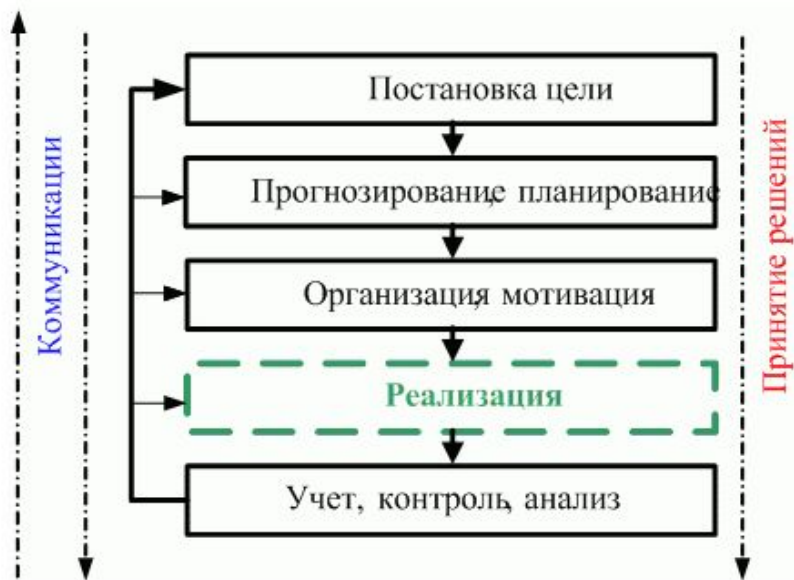 Постановка цели
Прогнозирование, планирование
Организация, мотивация
Реализация
Учет, контроль, анализ
Коммуникации
Принятие решений